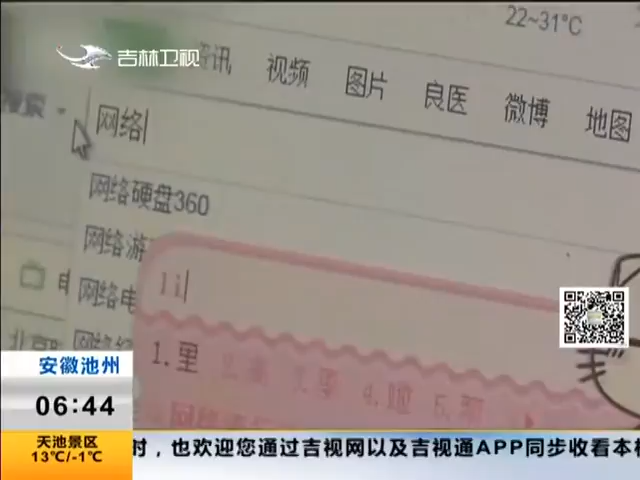 22~31℃
吉林卫视
资讯 视频 图片 良医 微博 地图
网络
网络硬盘360
网络游
网络电
li
1.里
安徽池州
06:44
天池景区
13℃/-1℃
时，也欢迎您通过吉视网以及吉视通APP同步收看本栏